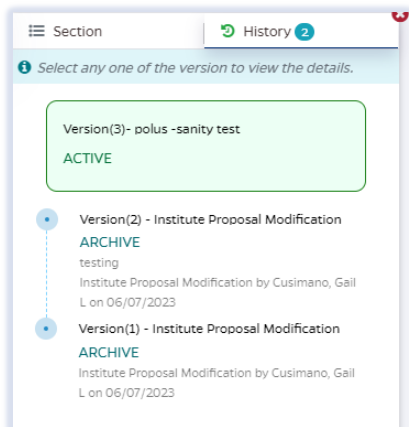 Section
History 2
Select any one of the version to view the details.
Version(3)- polus -sanity test
ACTIVE
Version(2) - Institute Proposal Modification
ARCHIVE
testing
Institute Proposal Modification by Cusimano, Gail
L on 06/07/2023
Version(1) - Institute Proposal Modification
ARCHIVE
Institute Proposal Modification by Cusimano, Gail
L on 06/07/2023